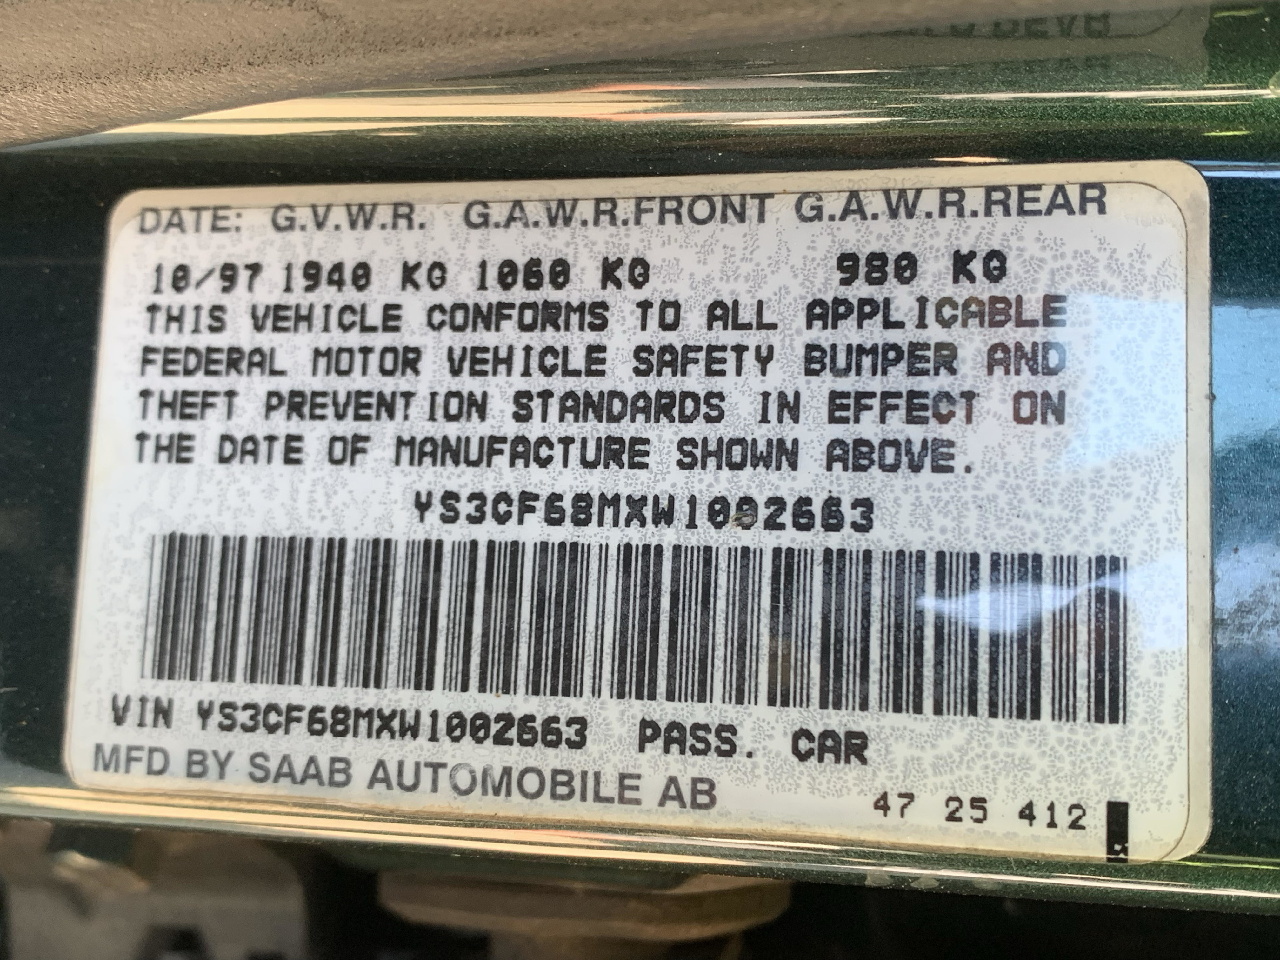 DATE: G.V.W.R. G.A.W.R.FRONT G.A.W.R.REAR
10/97 1940 KG 1060 KG 980 KG
THIS VEHICLE CONFORMS TO ALL APPLICABLE
FEDERAL MOTOR VEHICLE SAFETY BUMPER AND
THEFT PREVENTION STANDARDS IN EFFECT ON
THE DATE OF MANUFACTURE SHOWN ABOVE.
YS3CF68MXW1002663
VIN YS3CF68MXW1002663 PASS. CAR
MFD BY SAAB AUTOMOBILE AB
47 25 412